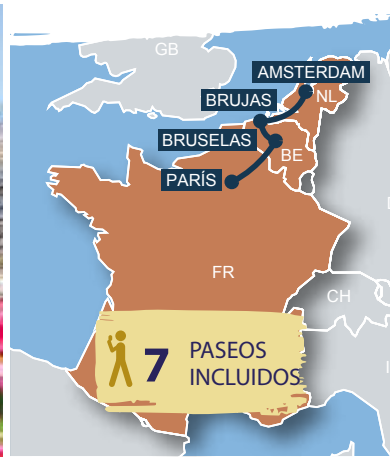 GB
AMSTERDAM
BRUJAS
NL
BRUSELAS
BE
PARÍS
FR
CH
I
7 PASEOS
INCLUIDOS